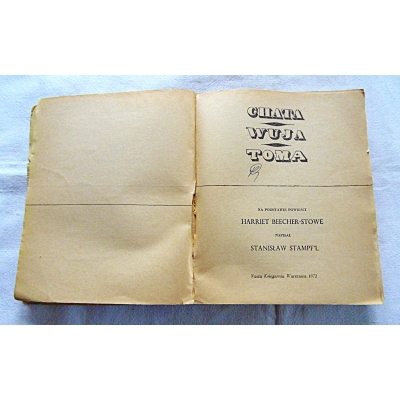 CHATA
WUJA
TOMA
NA PODSTAWIE POWIEŚCI
HARRIET BEECHER-STOWE
NAPISAŁ
STANISŁAW STAMPF'L
Nasza Księgarnia, Warszawa 1972